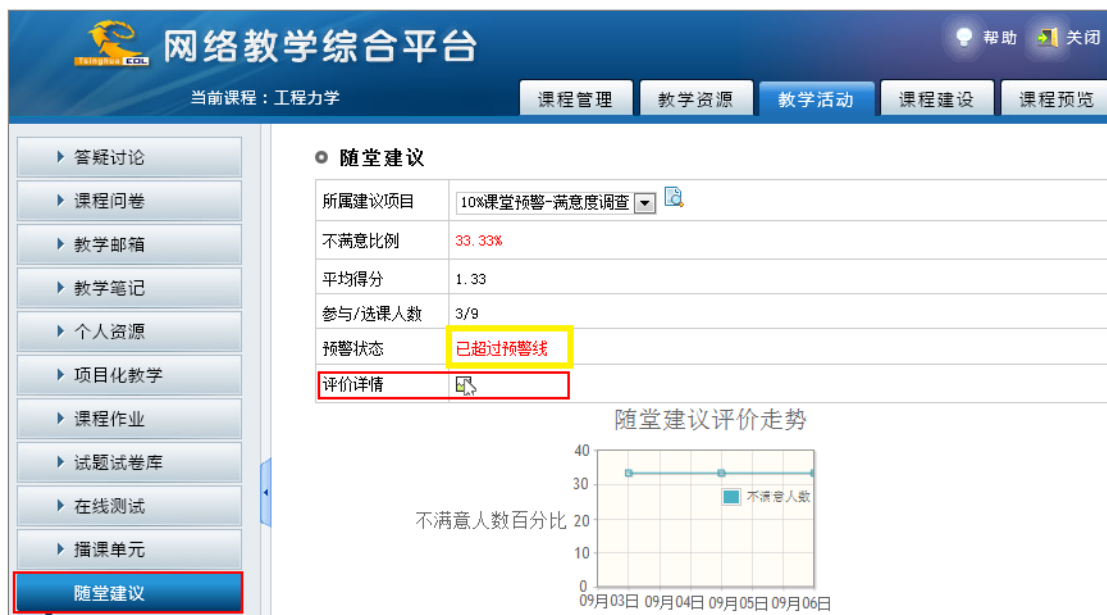 网络教学综合平台
Tsinghua EDL
帮助 关闭
当前课程：工程力学
课程管理 教学资源 教学活动 课程建设 课程预览
答疑讨论
课程问卷
教学邮箱
教学笔记
个人资源
项目化教学
课程作业
试题试卷库
在线测试
播课单元
随堂建议
随堂建议
所属建议项目 10%课堂预警-满意度调查
不满意比例 33.33%
平均得分 1.33
参与/选课人数 3/9
预警状态 已超过预警线
评价详情
随堂建议评价走势
40
30
不满意人数
不满意人数百分比 20
10
0
09月03日 09月04日 09月05日 09月06日